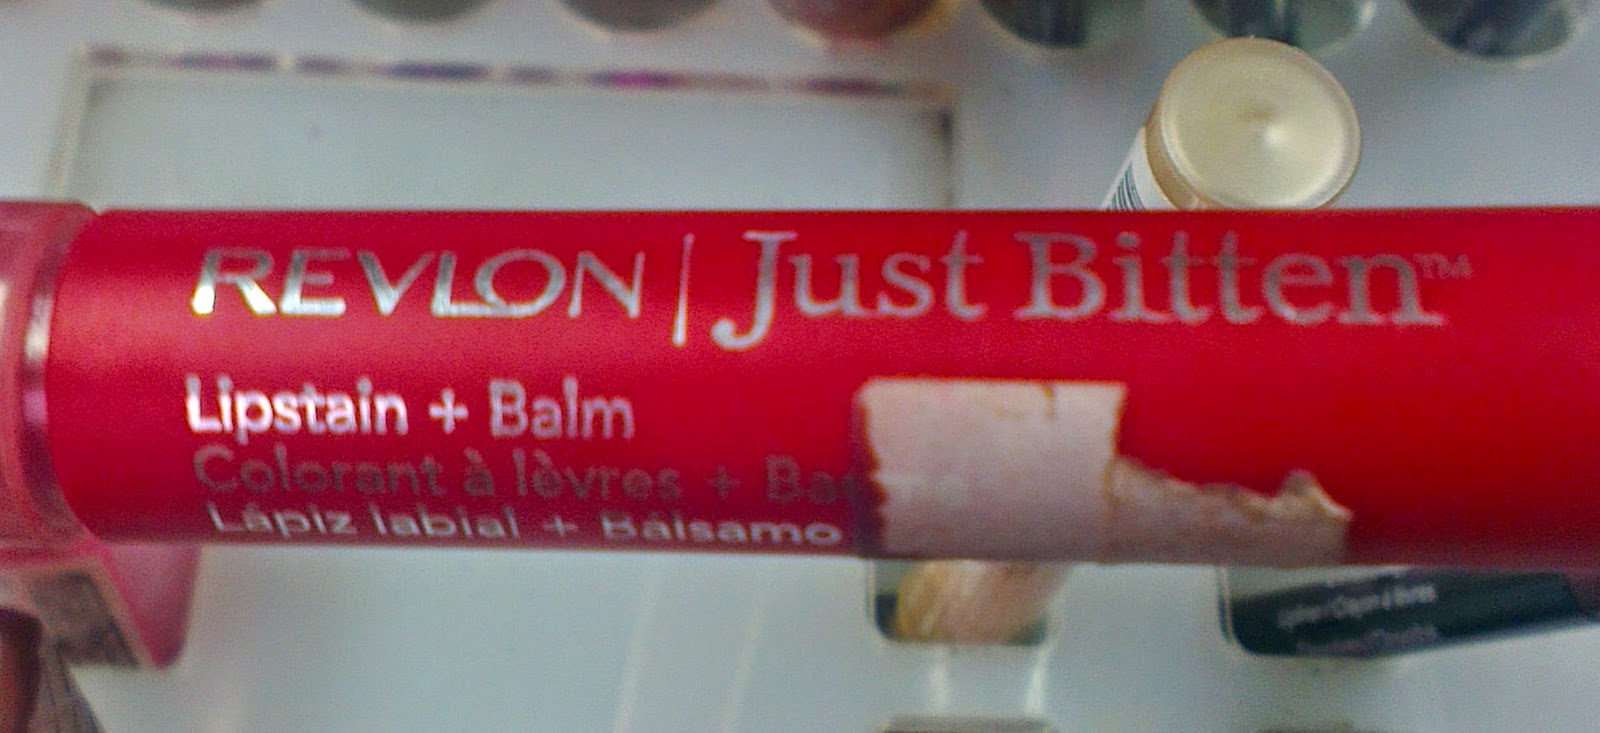 REVLON | Just Bitten™
Lipstain + Balm
Colorant à lèvres +
Lápiz labial + Bálsamo